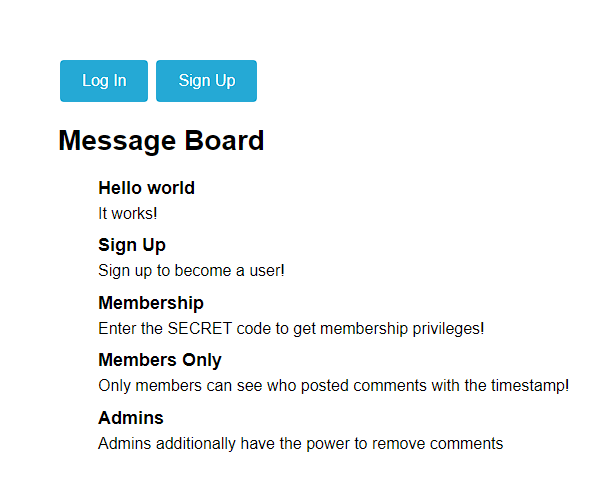 Log In Sign Up
Message Board
Hello world
It works!
Sign Up
Sign up to become a user!
Membership
Enter the SECRET code to get membership privileges!
Members Only
Only members can see who posted comments with the timestamp!
Admins
Admins additionally have the power to remove comments